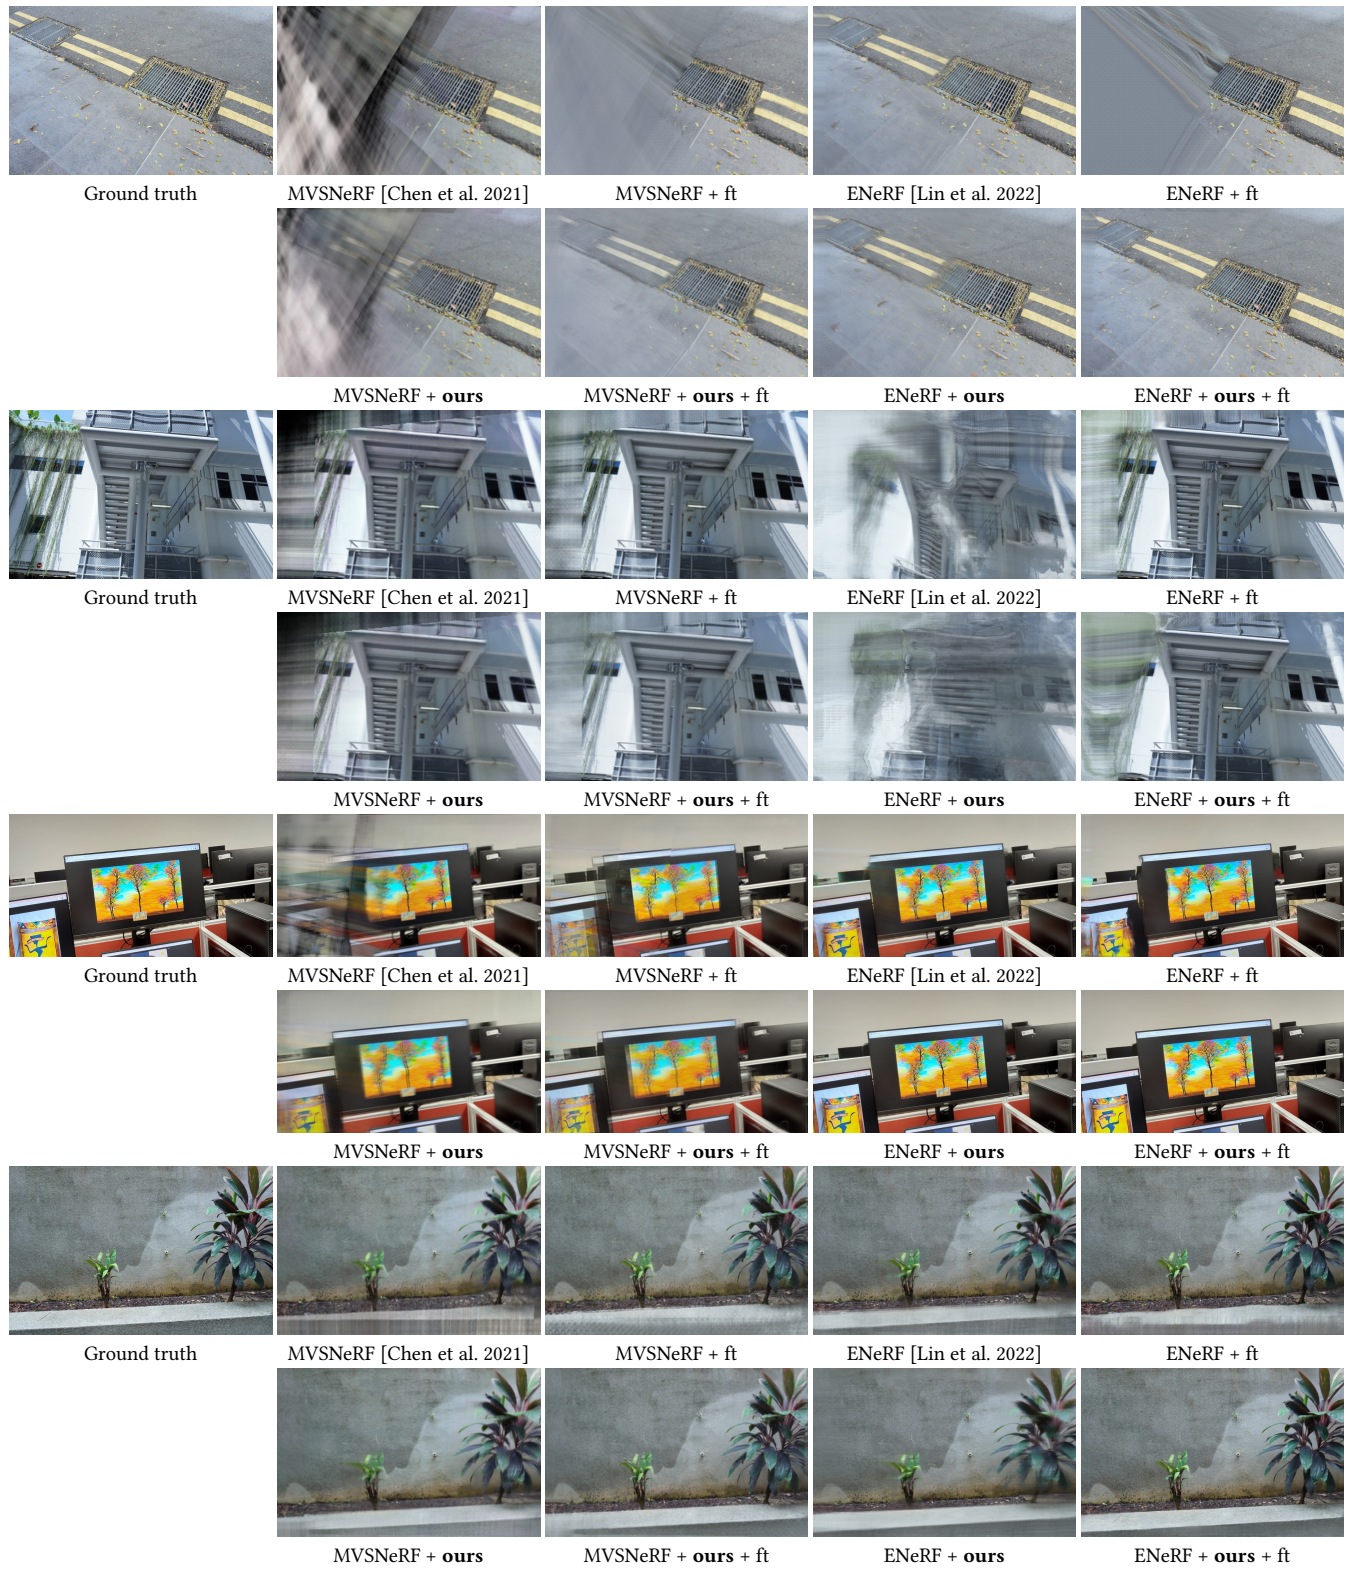 Ground truth MVSNeRF [Chen et al. 2021] MVSNeRF + ft ENeRF [Lin et al. 2022] ENeRF + ft
MVSNeRF + ours MVSNeRF + ours + ft ENeRF + ours ENeRF + ours + ft
Ground truth MVSNeRF [Chen et al. 2021] MVSNeRF + ft ENeRF [Lin et al. 2022] ENeRF + ft
MVSNeRF + ours MVSNeRF + ours + ft ENeRF + ours ENeRF + ours + ft
Ground truth MVSNeRF [Chen et al. 2021] MVSNeRF + ft ENeRF [Lin et al. 2022] ENeRF + ft
MVSNeRF + ours MVSNeRF + ours + ft ENeRF + ours ENeRF + ours + ft
Ground truth MVSNeRF [Chen et al. 2021] MVSNeRF + ft ENeRF [Lin et al. 2022] ENeRF + ft
MVSNeRF + ours MVSNeRF + ours + ft ENeRF + ours ENeRF + ours + ft